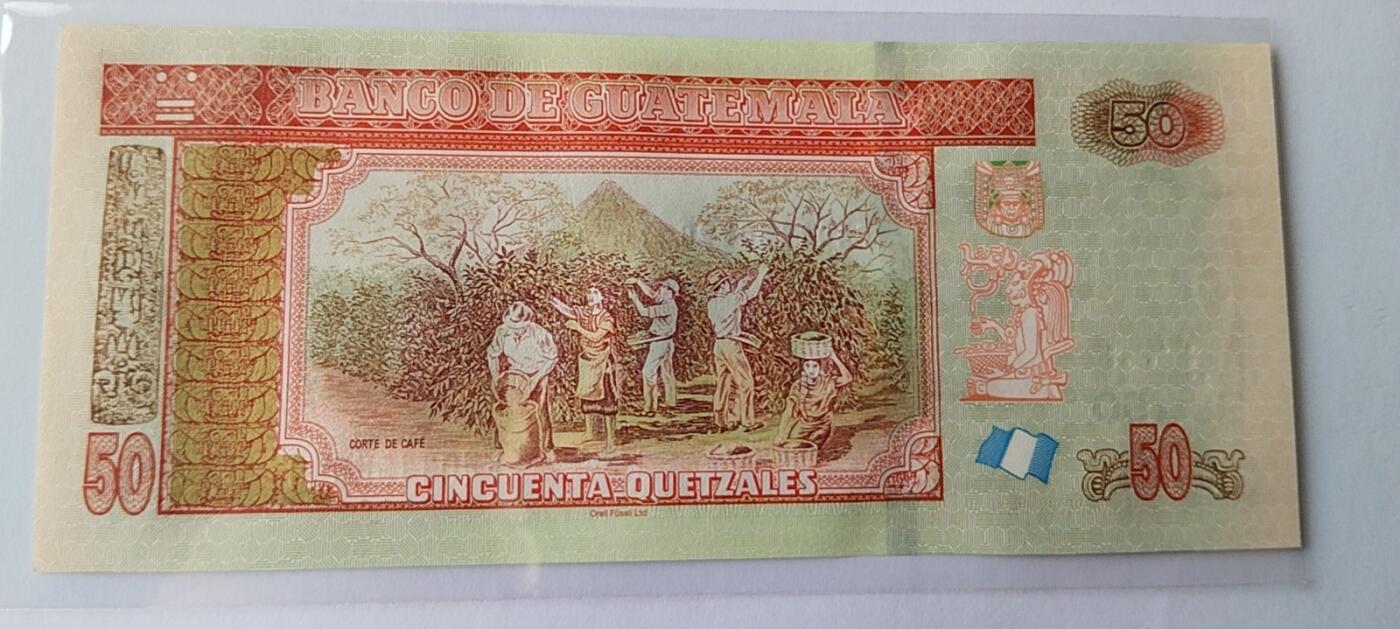 BANCO DE GUATEMALA
50
CORTE DE CAFÉ
50
CINCUENTA QUETZALES
50
Orell Füssli Ltd